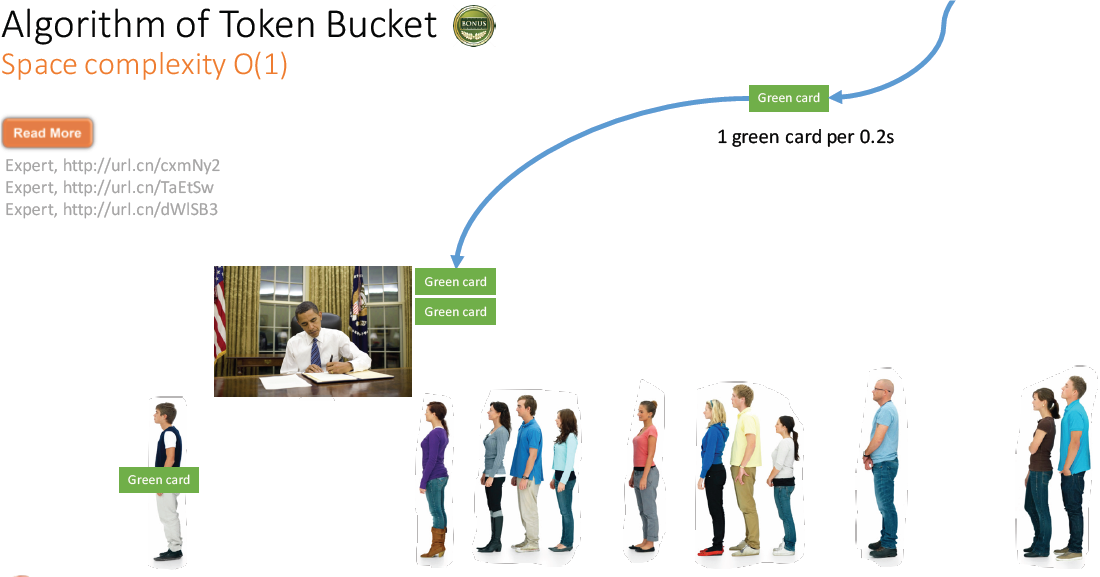 Algorithm of Token Bucket
BONUS
Space complexity O(1)
Green card
1 green card per 0.2s
Read More
Expert, http://url.cn/cxmNy2
Expert, http://url.cn/TaEtSw
Expert, http://url.cn/dWlSB3
Green card
Green card
Green card